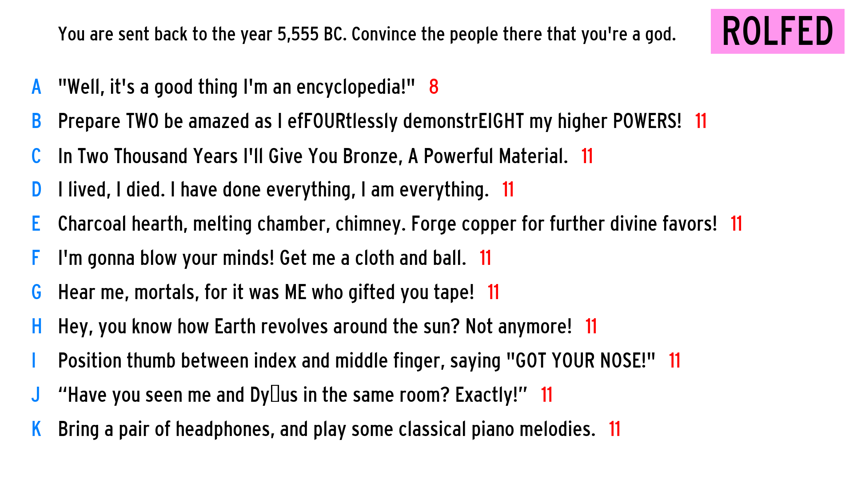 You are sent back to the year 5,555 BC. Convince the people there that you're a god.
ROLFED
A "Well, it's a good thing I'm an encyclopedia!" 8
B Prepare TWO be amazed as I efFOURtlessly demonstrEIGHT my higher POWERS! 11
C In Two Thousand Years I'll Give You Bronze, A Powerful Material. 11
D I lived, I died. I have done everything, I am everything. 11
E Charcoal hearth, melting chamber, chimney. Forge copper for further divine favors! 11
F I'm gonna blow your minds! Get me a cloth and ball. 11
G Hear me, mortals, for it was ME who gifted you tape! 11
H Hey, you know how Earth revolves around the sun? Not anymore! 11
I Position thumb between index and middle finger, saying "GOT YOUR NOSE!" 11
J “Have you seen me and Dy▯us in the same room? Exactly!” 11
K Bring a pair of headphones, and play some classical piano melodies. 11